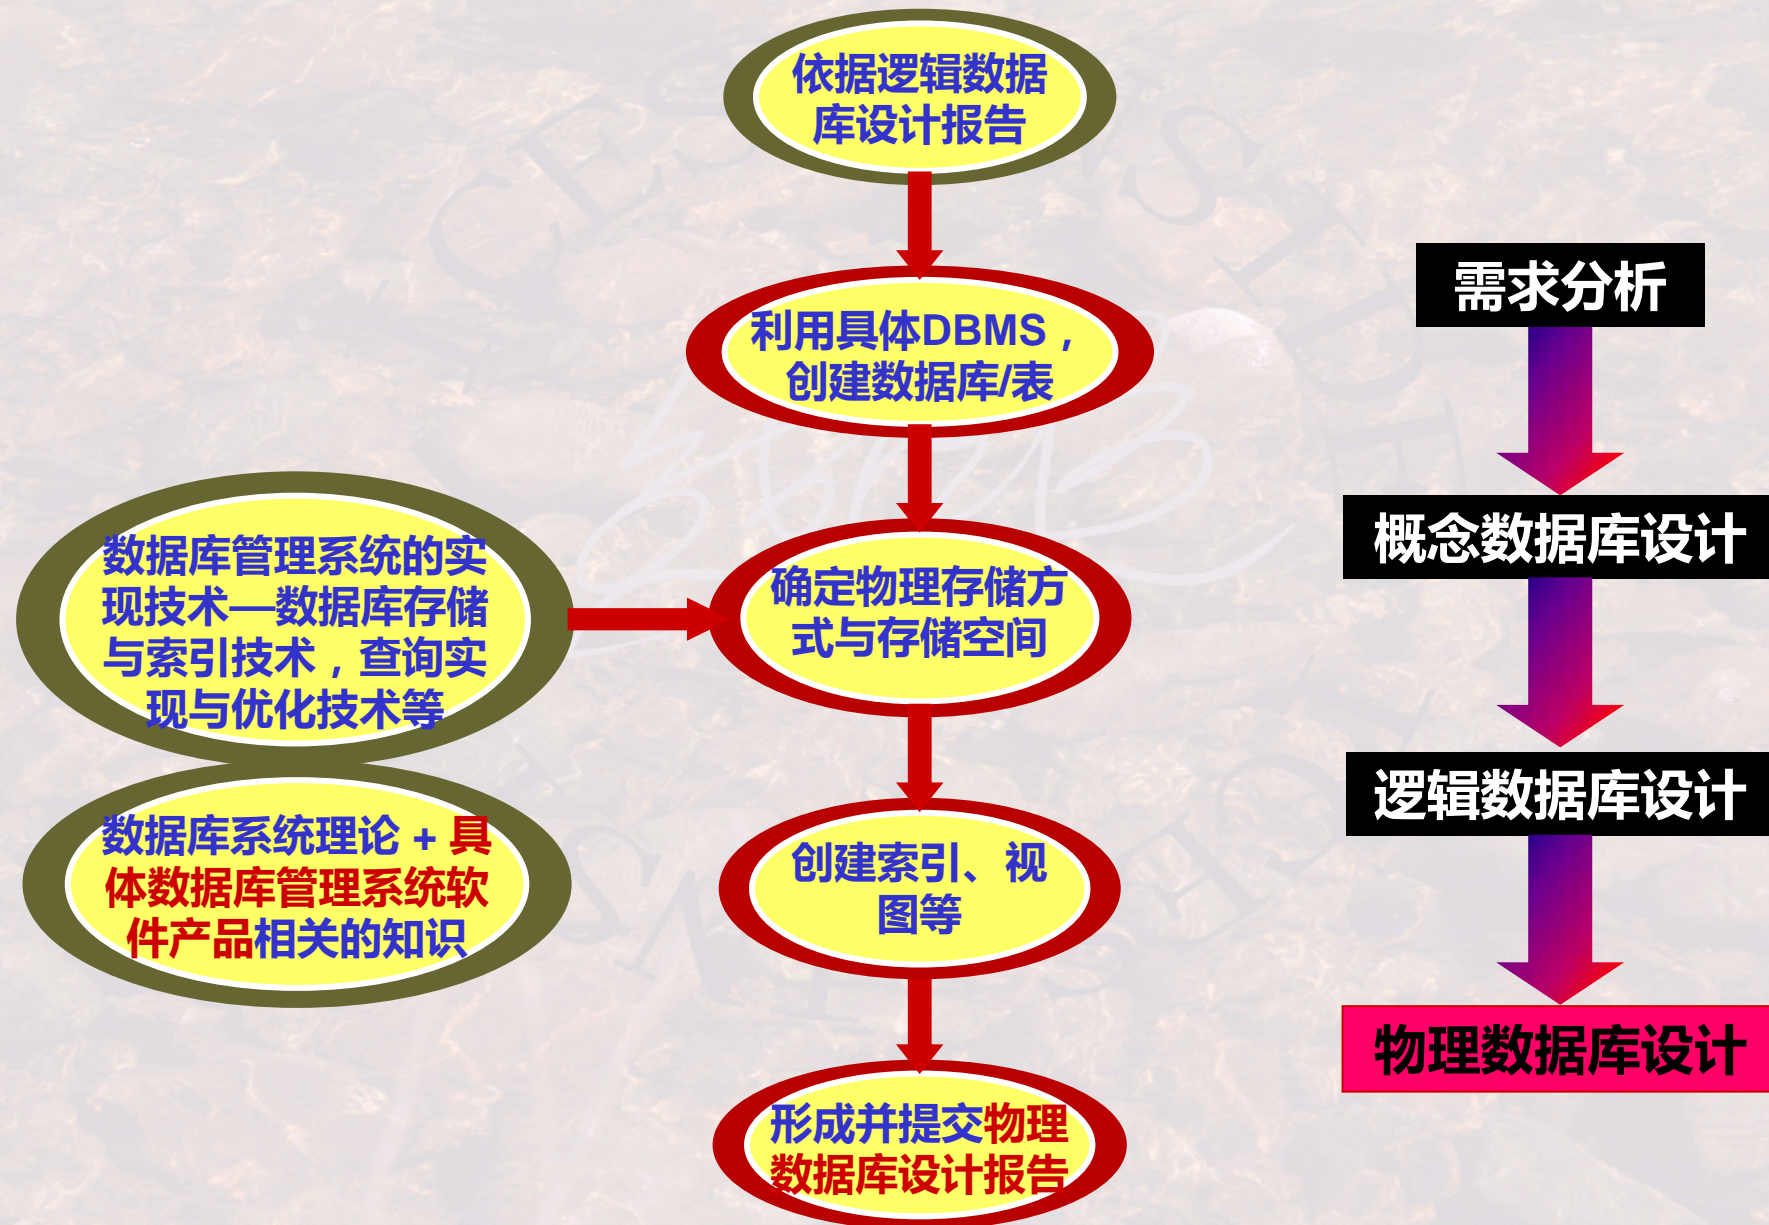 依据逻辑数据
库设计报告
利用具体DBMS，
创建数据库/表
确定物理存储方
式与存储空间
创建索引、视
图等
形成并提交物理
数据库设计报告
数据库管理系统的实
现技术—数据库存储
与索引技术，查询实
现与优化技术等
数据库系统理论 + 具
体数据库管理系统软
件产品相关的知识
需求分析
概念数据库设计
逻辑数据库设计
物理数据库设计